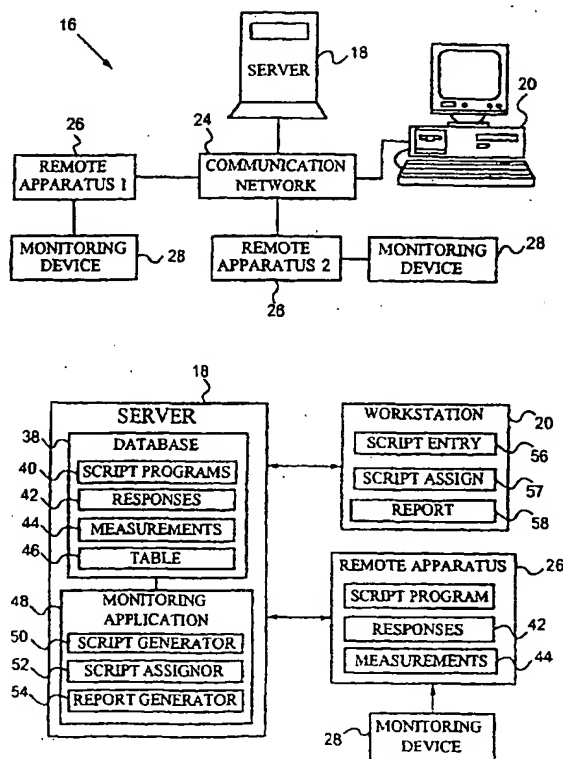 16
SERVER
18
20
24
26
REMOTE APPARATUS 1
COMMUNICATION NETWORK
MONITORING DEVICE
28
REMOTE APPARATUS 2
26
MONITORING DEVICE
28
18
SERVER
38
DATABASE
40
SCRIPT PROGRAMS
42
RESPONSES
44
MEASUREMENTS
46
TABLE
48
MONITORING APPLICATION
50
SCRIPT GENERATOR
52
SCRIPT ASSIGNOR
54
REPORT GENERATOR
WORKSTATION
20
SCRIPT ENTRY
56
SCRIPT ASSIGN
57
REPORT
58
REMOTE APPARATUS
26
SCRIPT PROGRAM
RESPONSES
42
MEASUREMENTS
44
28
MONITORING DEVICE